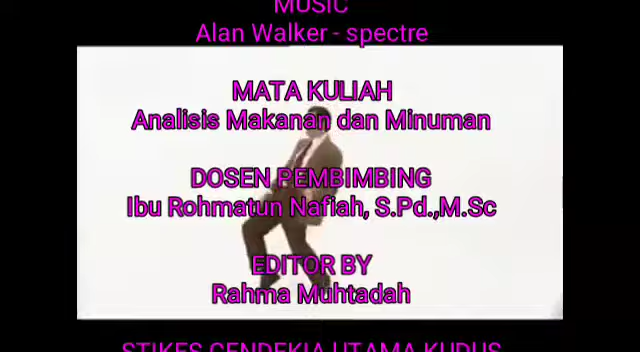 MUSIC
Alan Walker - spectre
MATA KULIAH
Analisis Makanan dan Minuman
DOSEN PEMBIMBING
Ibu Rohmatun Nafiah, S.Pd.,M.Sc
EDITOR BY
Rahma Muhtadah
STIKES CENDEKIA UTAMA KUDUS